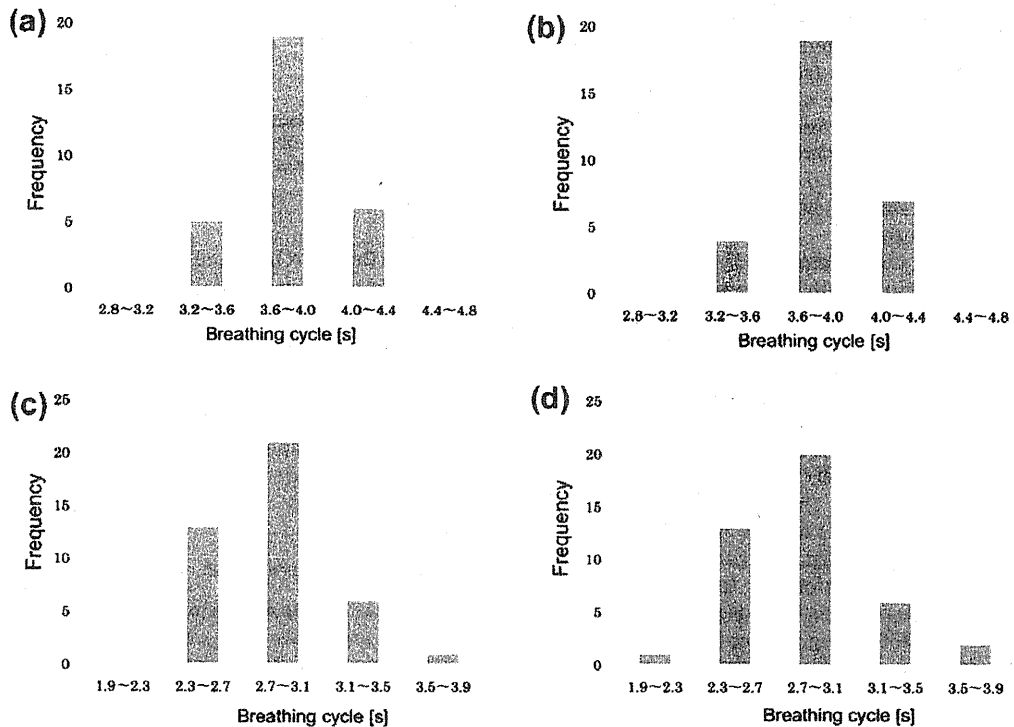 (a)
20
15
10
5
0
Frequency
2.8~3.2 3.2~3.6 3.6~4.0 4.0~4.4 4.4~4.8
Breathing cycle [s]
(b)
20
15
10
5
0
Frequency
2.8~3.2 3.2~3.6 3.6~4.0 4.0~4.4 4.4~4.8
Breathing cycle [s]
(c)
25
20
15
10
5
0
Frequency
1.9~2.3 2.3~2.7 2.7~3.1 3.1~3.5 3.5~3.9
Breathing cycle [s]
(d)
25
20
15
10
5
0
Frequency
1.9~2.3 2.3~2.7 2.7~3.1 3.1~3.5 3.5~3.9
Breathing cycle [s]